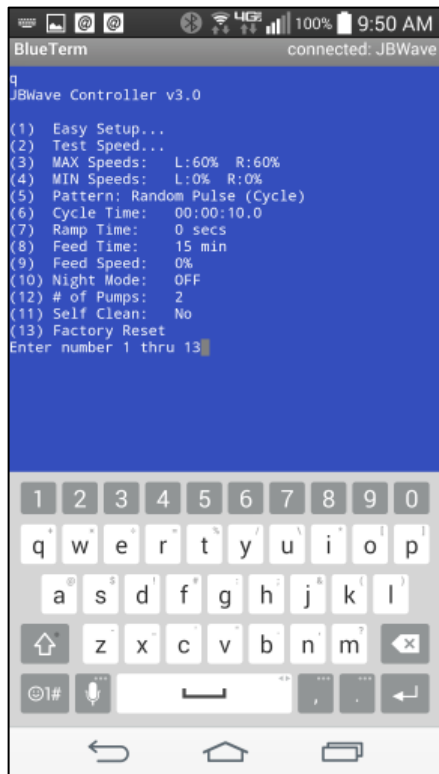 4G 100% 9:50 AM
BlueTerm connected: JBWave
q
JBWave Controller v3.0
(1) Easy Setup...
(2) Test Speed...
(3) MAX Speeds: L:60% R:60%
(4) MIN Speeds: L:0% R:0%
(5) Pattern: Random Pulse (Cycle)
(6) Cycle Time: 00:00:10.0
(7) Ramp Time: 0 secs
(8) Feed Time: 15 min
(9) Feed Speed: 0%
(10) Night Mode: OFF
(12) # of Pumps: 2
(11) Self Clean: No
(13) Factory Reset
Enter number 1 thru 13
1 2 3 4 5 6 7 8 9 0
q w e r t y u i o p
a s d f g h j k l
z x c v b n m
1# , .